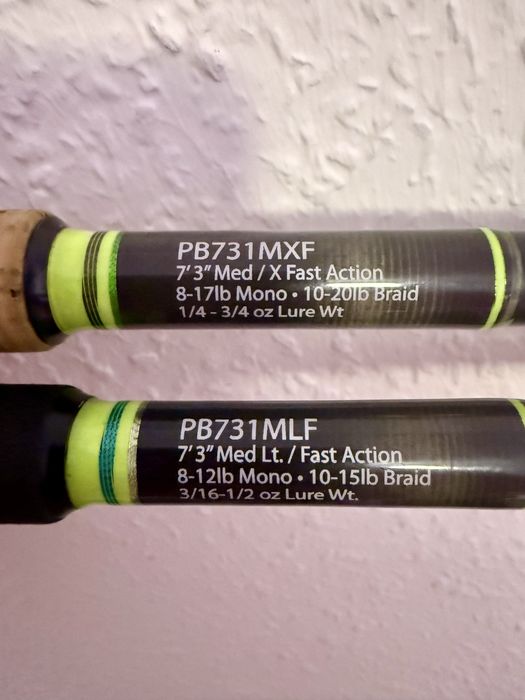 PB731MXF
7' 3" Med / X Fast Action
8-17lb Mono • 10-20lb Braid
1/4 - 3/4 oz Lure Wt
PB731MLF
7' 3" Med Lt. / Fast Action
8-12lb Mono • 10-15lb Braid
3/16-1/2 oz Lure Wt.